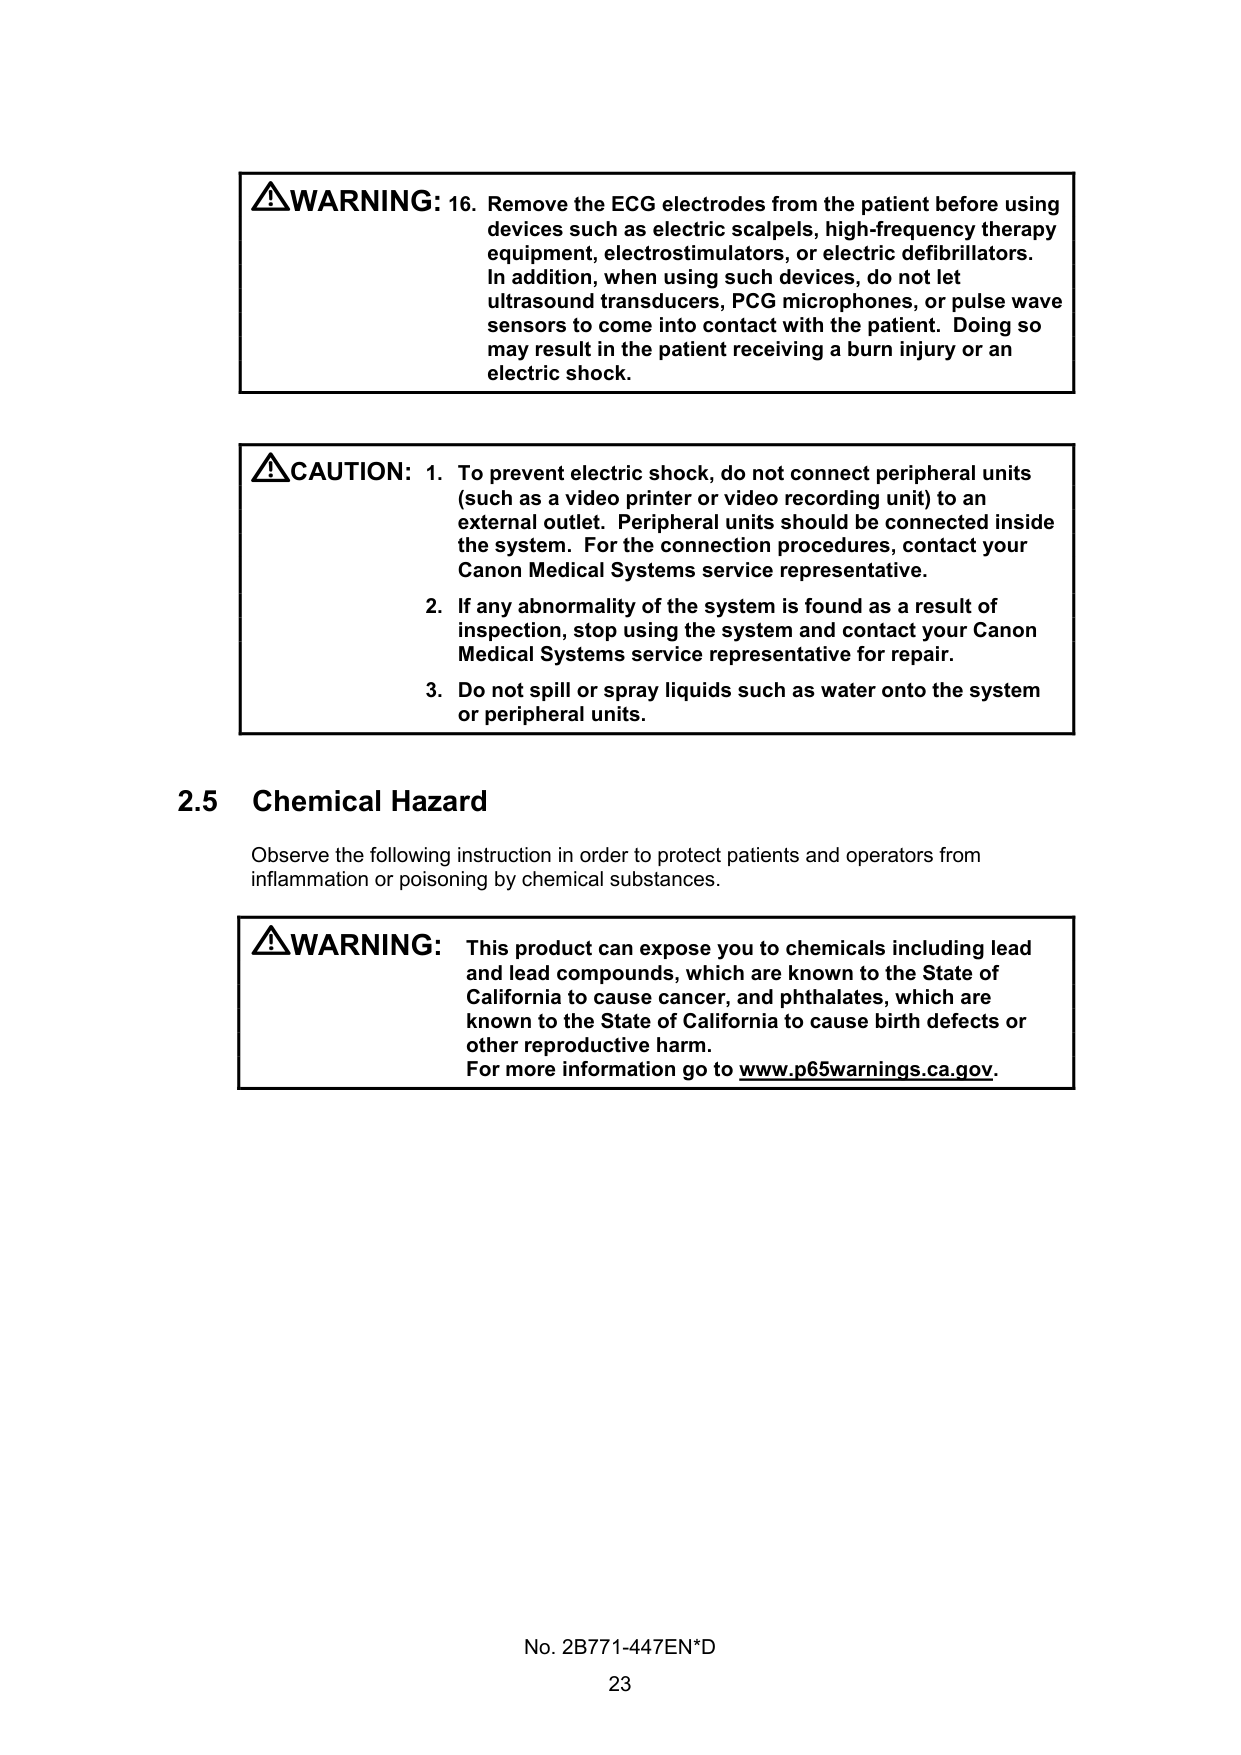 WARNING: 16. Remove the ECG electrodes from the patient before using
devices such as electric scalpels, high-frequency therapy
equipment, electrostimulators, or electric defibrillators.
In addition, when using such devices, do not let
ultrasound transducers, PCG microphones, or pulse wave
sensors to come into contact with the patient. Doing so
may result in the patient receiving a burn injury or an
electric shock.
CAUTION: 1. To prevent electric shock, do not connect peripheral units
(such as a video printer or video recording unit) to an
external outlet. Peripheral units should be connected inside
the system. For the connection procedures, contact your
Canon Medical Systems service representative.
2. If any abnormality of the system is found as a result of
inspection, stop using the system and contact your Canon
Medical Systems service representative for repair.
3. Do not spill or spray liquids such as water onto the system
or peripheral units.
2.5 Chemical Hazard
Observe the following instruction in order to protect patients and operators from
inflammation or poisoning by chemical substances.
WARNING: This product can expose you to chemicals including lead
and lead compounds, which are known to the State of
California to cause cancer, and phthalates, which are
known to the State of California to cause birth defects or
other reproductive harm.
For more information go to www.p65warnings.ca.gov.
No. 2B771-447EN*D
23